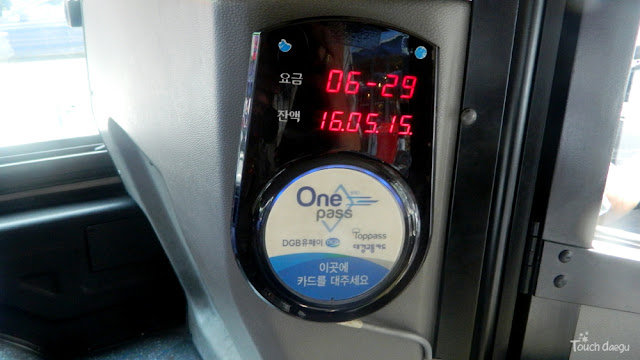 요금 06-29
잔액 16.05.15.
One pass
DGB유페이 Toppass
대경교통카드
이곳에
카드를 대주세요
Touch daegu